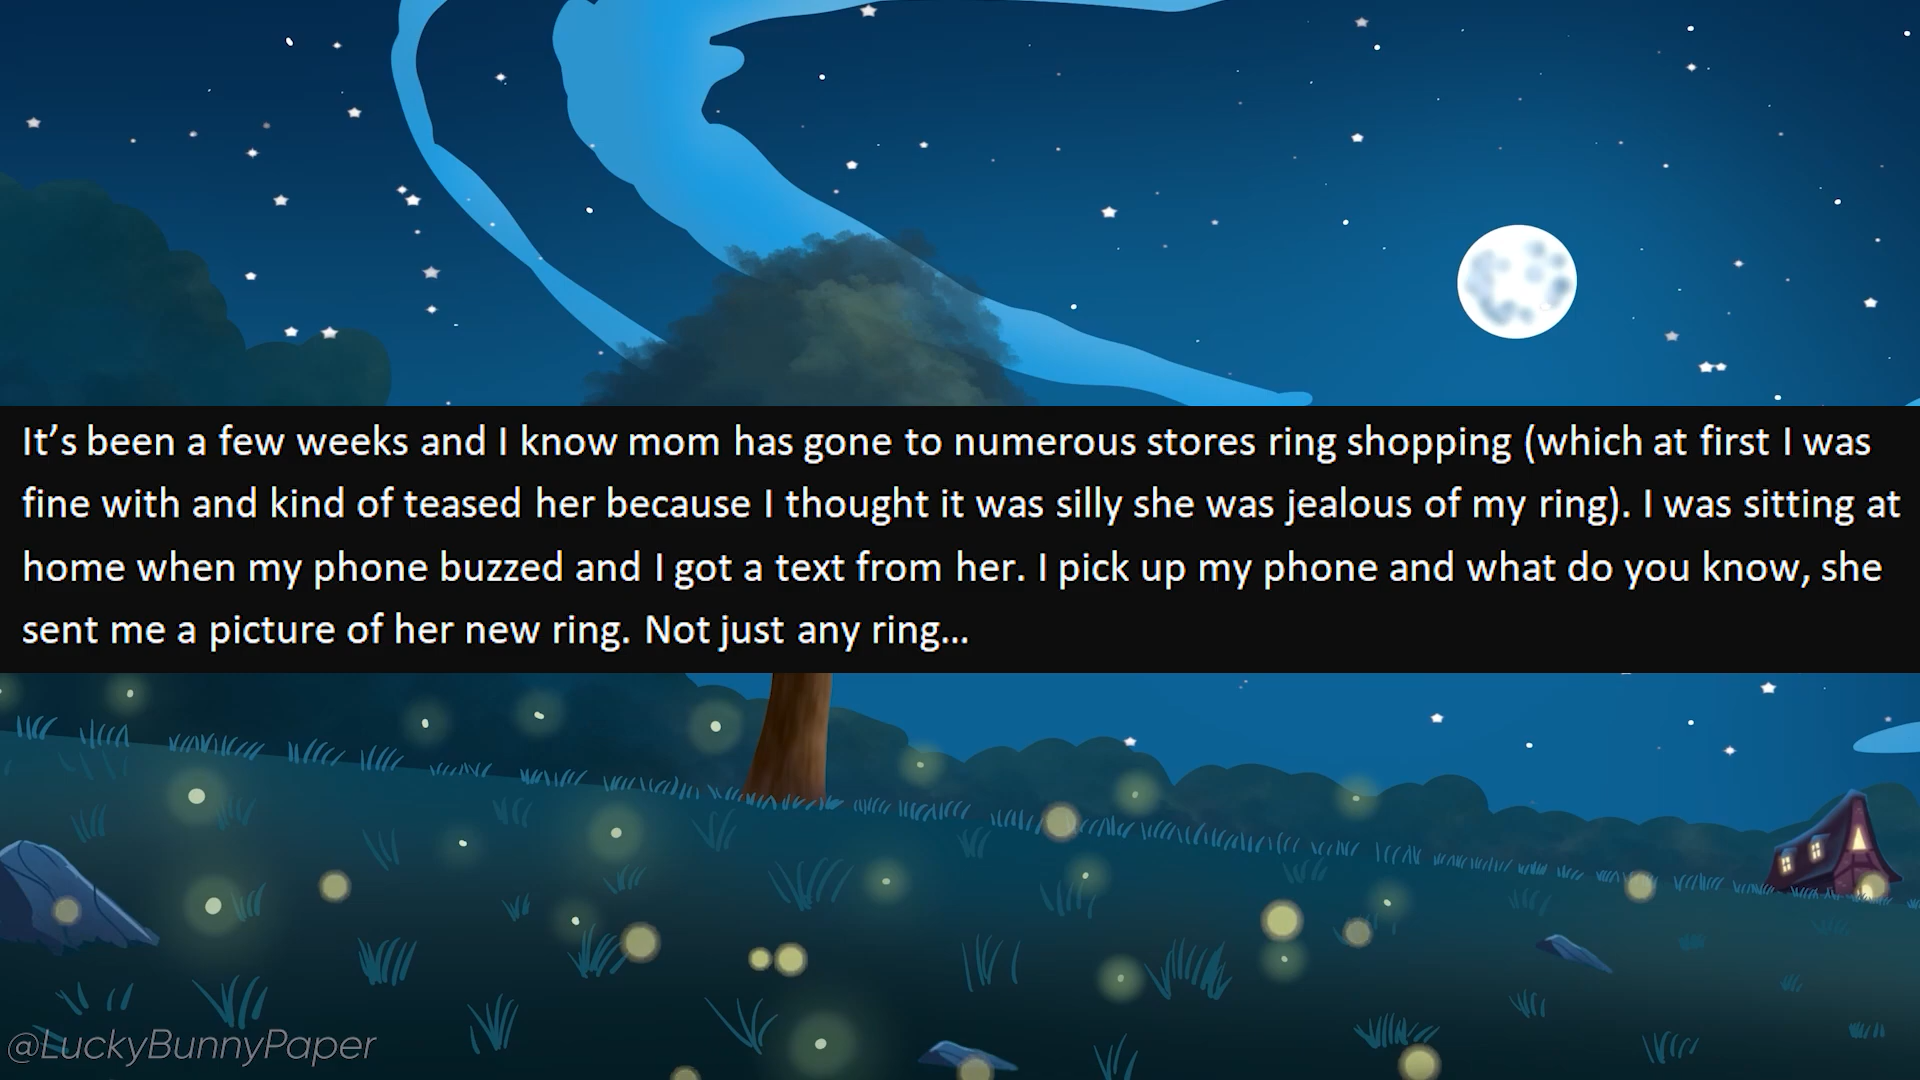 It’s been a few weeks and I know mom has gone to numerous stores ring shopping (which at first I was
fine with and kind of teased her because I thought it was silly she was jealous of my ring). I was sitting at
home when my phone buzzed and I got a text from her. I pick up my phone and what do you know, she
sent me a picture of her new ring. Not just any ring...
@LuckyBunnyPaper